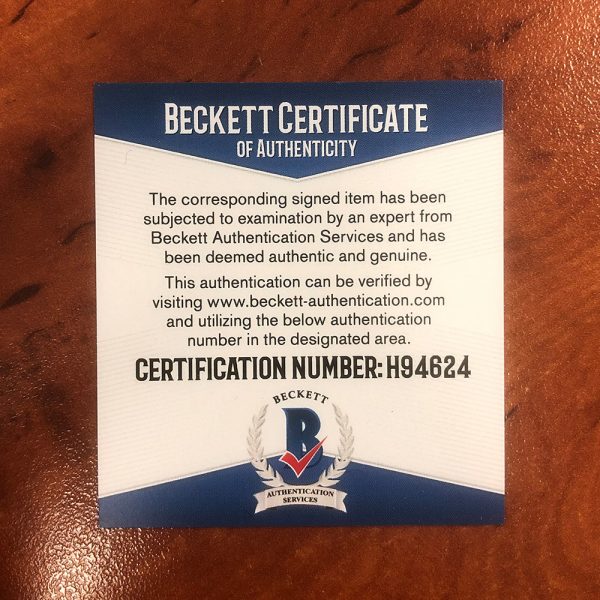 BECKETT CERTIFICATE
OF AUTHENTICITY
The corresponding signed item has been
subjected to examination by an expert from
Beckett Authentication Services and has
been deemed authentic and genuine.
This authentication can be verified by
visiting www.beckett-authentication.com
and utilizing the below authentication
number in the designated area.
CERTIFICATION NUMBER: H94624
BECKETT
B
AUTHENTICATION
SERVICES